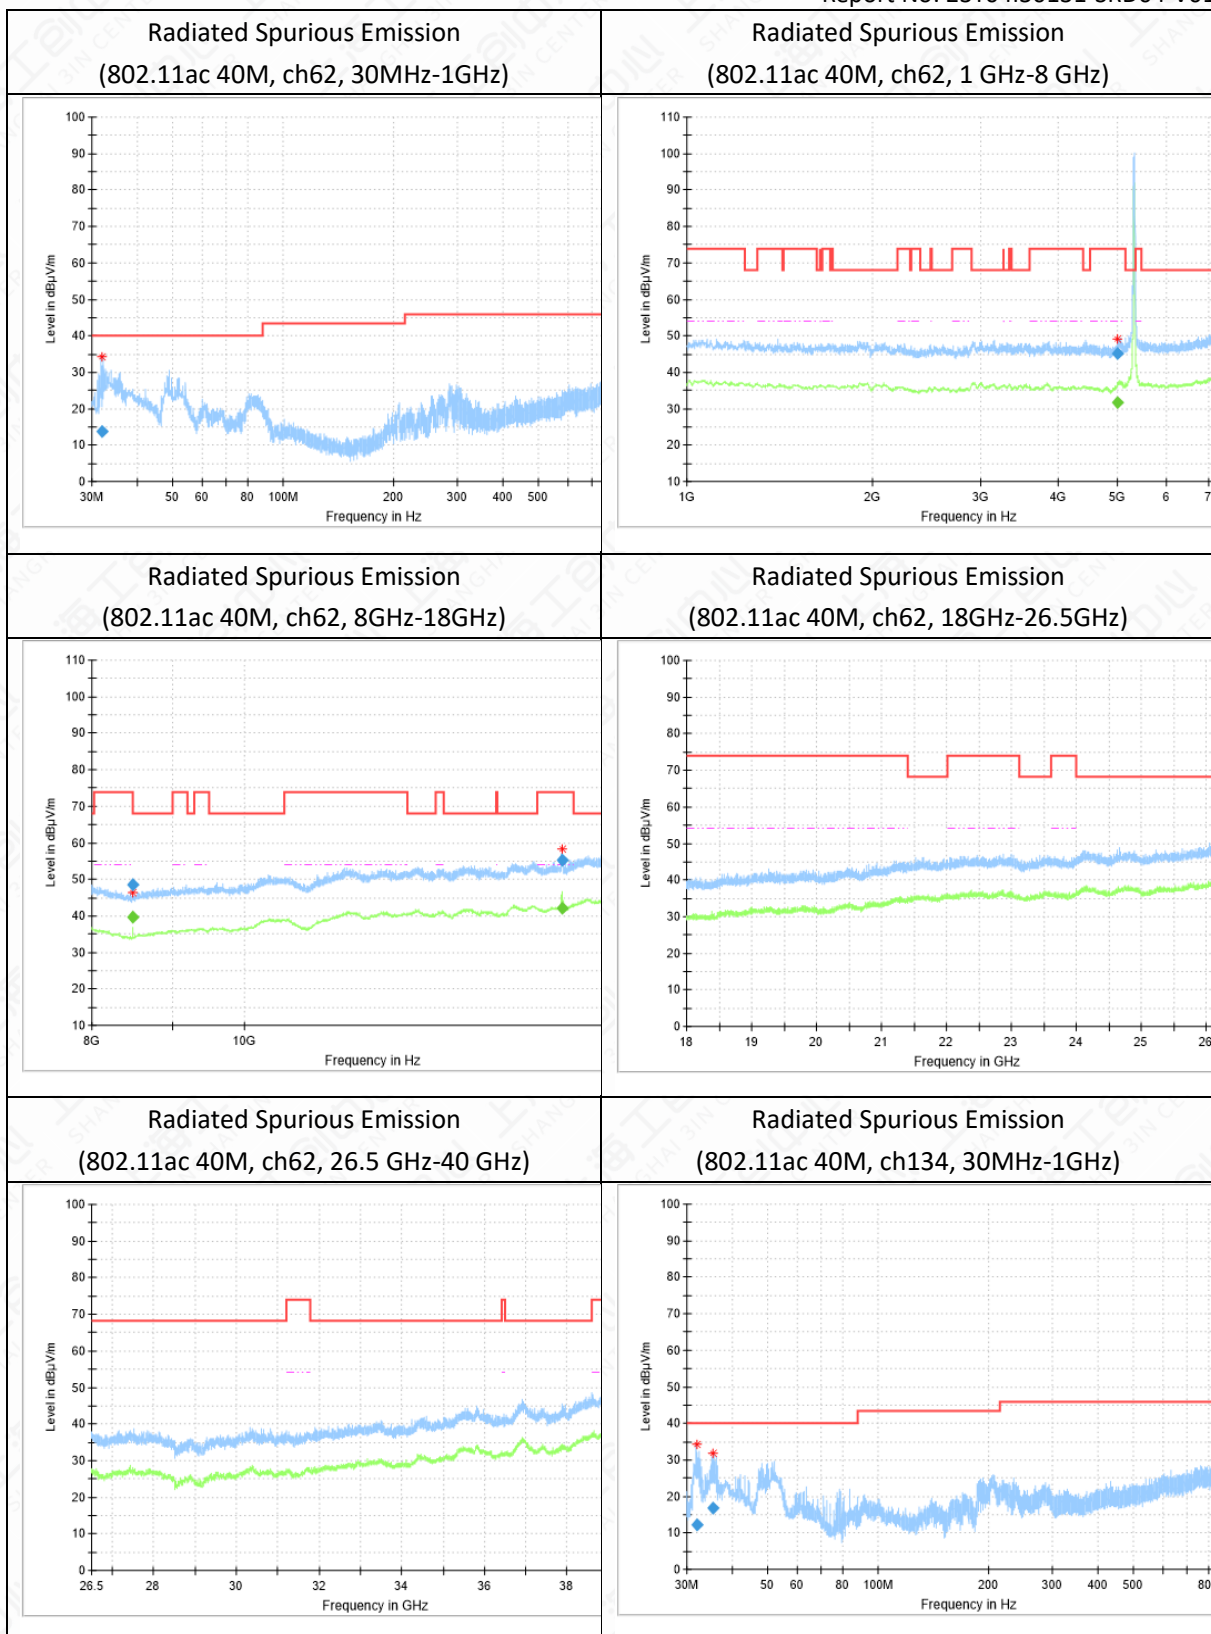 Radiated Spurious Emission
(802.11ac 40M, ch62, 30MHz-1GHz)
100
90
80
70
60
50
40
30
20
10
0
Level in dBµV/m
30M 50 60 80 100M 200 300 400 500
Frequency in Hz
Radiated Spurious Emission
(802.11ac 40M, ch62, 1 GHz-8 GHz)
110
100
90
80
70
60
50
40
30
20
10
Level in dBµV/m
1G 2G 3G 4G 5G 6 7
Frequency in Hz
Radiated Spurious Emission
(802.11ac 40M, ch62, 8GHz-18GHz)
110
100
90
80
70
60
50
40
30
20
10
Level in dBµV/m
8G 10G
Frequency in Hz
Radiated Spurious Emission
(802.11ac 40M, ch62, 18GHz-26.5GHz)
100
90
80
70
60
50
40
30
20
10
0
Level in dBµV/m
18 19 20 21 22 23 24 25 26
Frequency in GHz
Radiated Spurious Emission
(802.11ac 40M, ch62, 26.5 GHz-40 GHz)
100
90
80
70
60
50
40
30
20
10
0
Level in dBµV/m
26.5 28 30 32 34 36 38
Frequency in GHz
Radiated Spurious Emission
(802.11ac 40M, ch134, 30MHz-1GHz)
100
90
80
70
60
50
40
30
20
10
0
Level in dBµV/m
30M 50 60 80 100M 200 300 400 500 80
Frequency in Hz